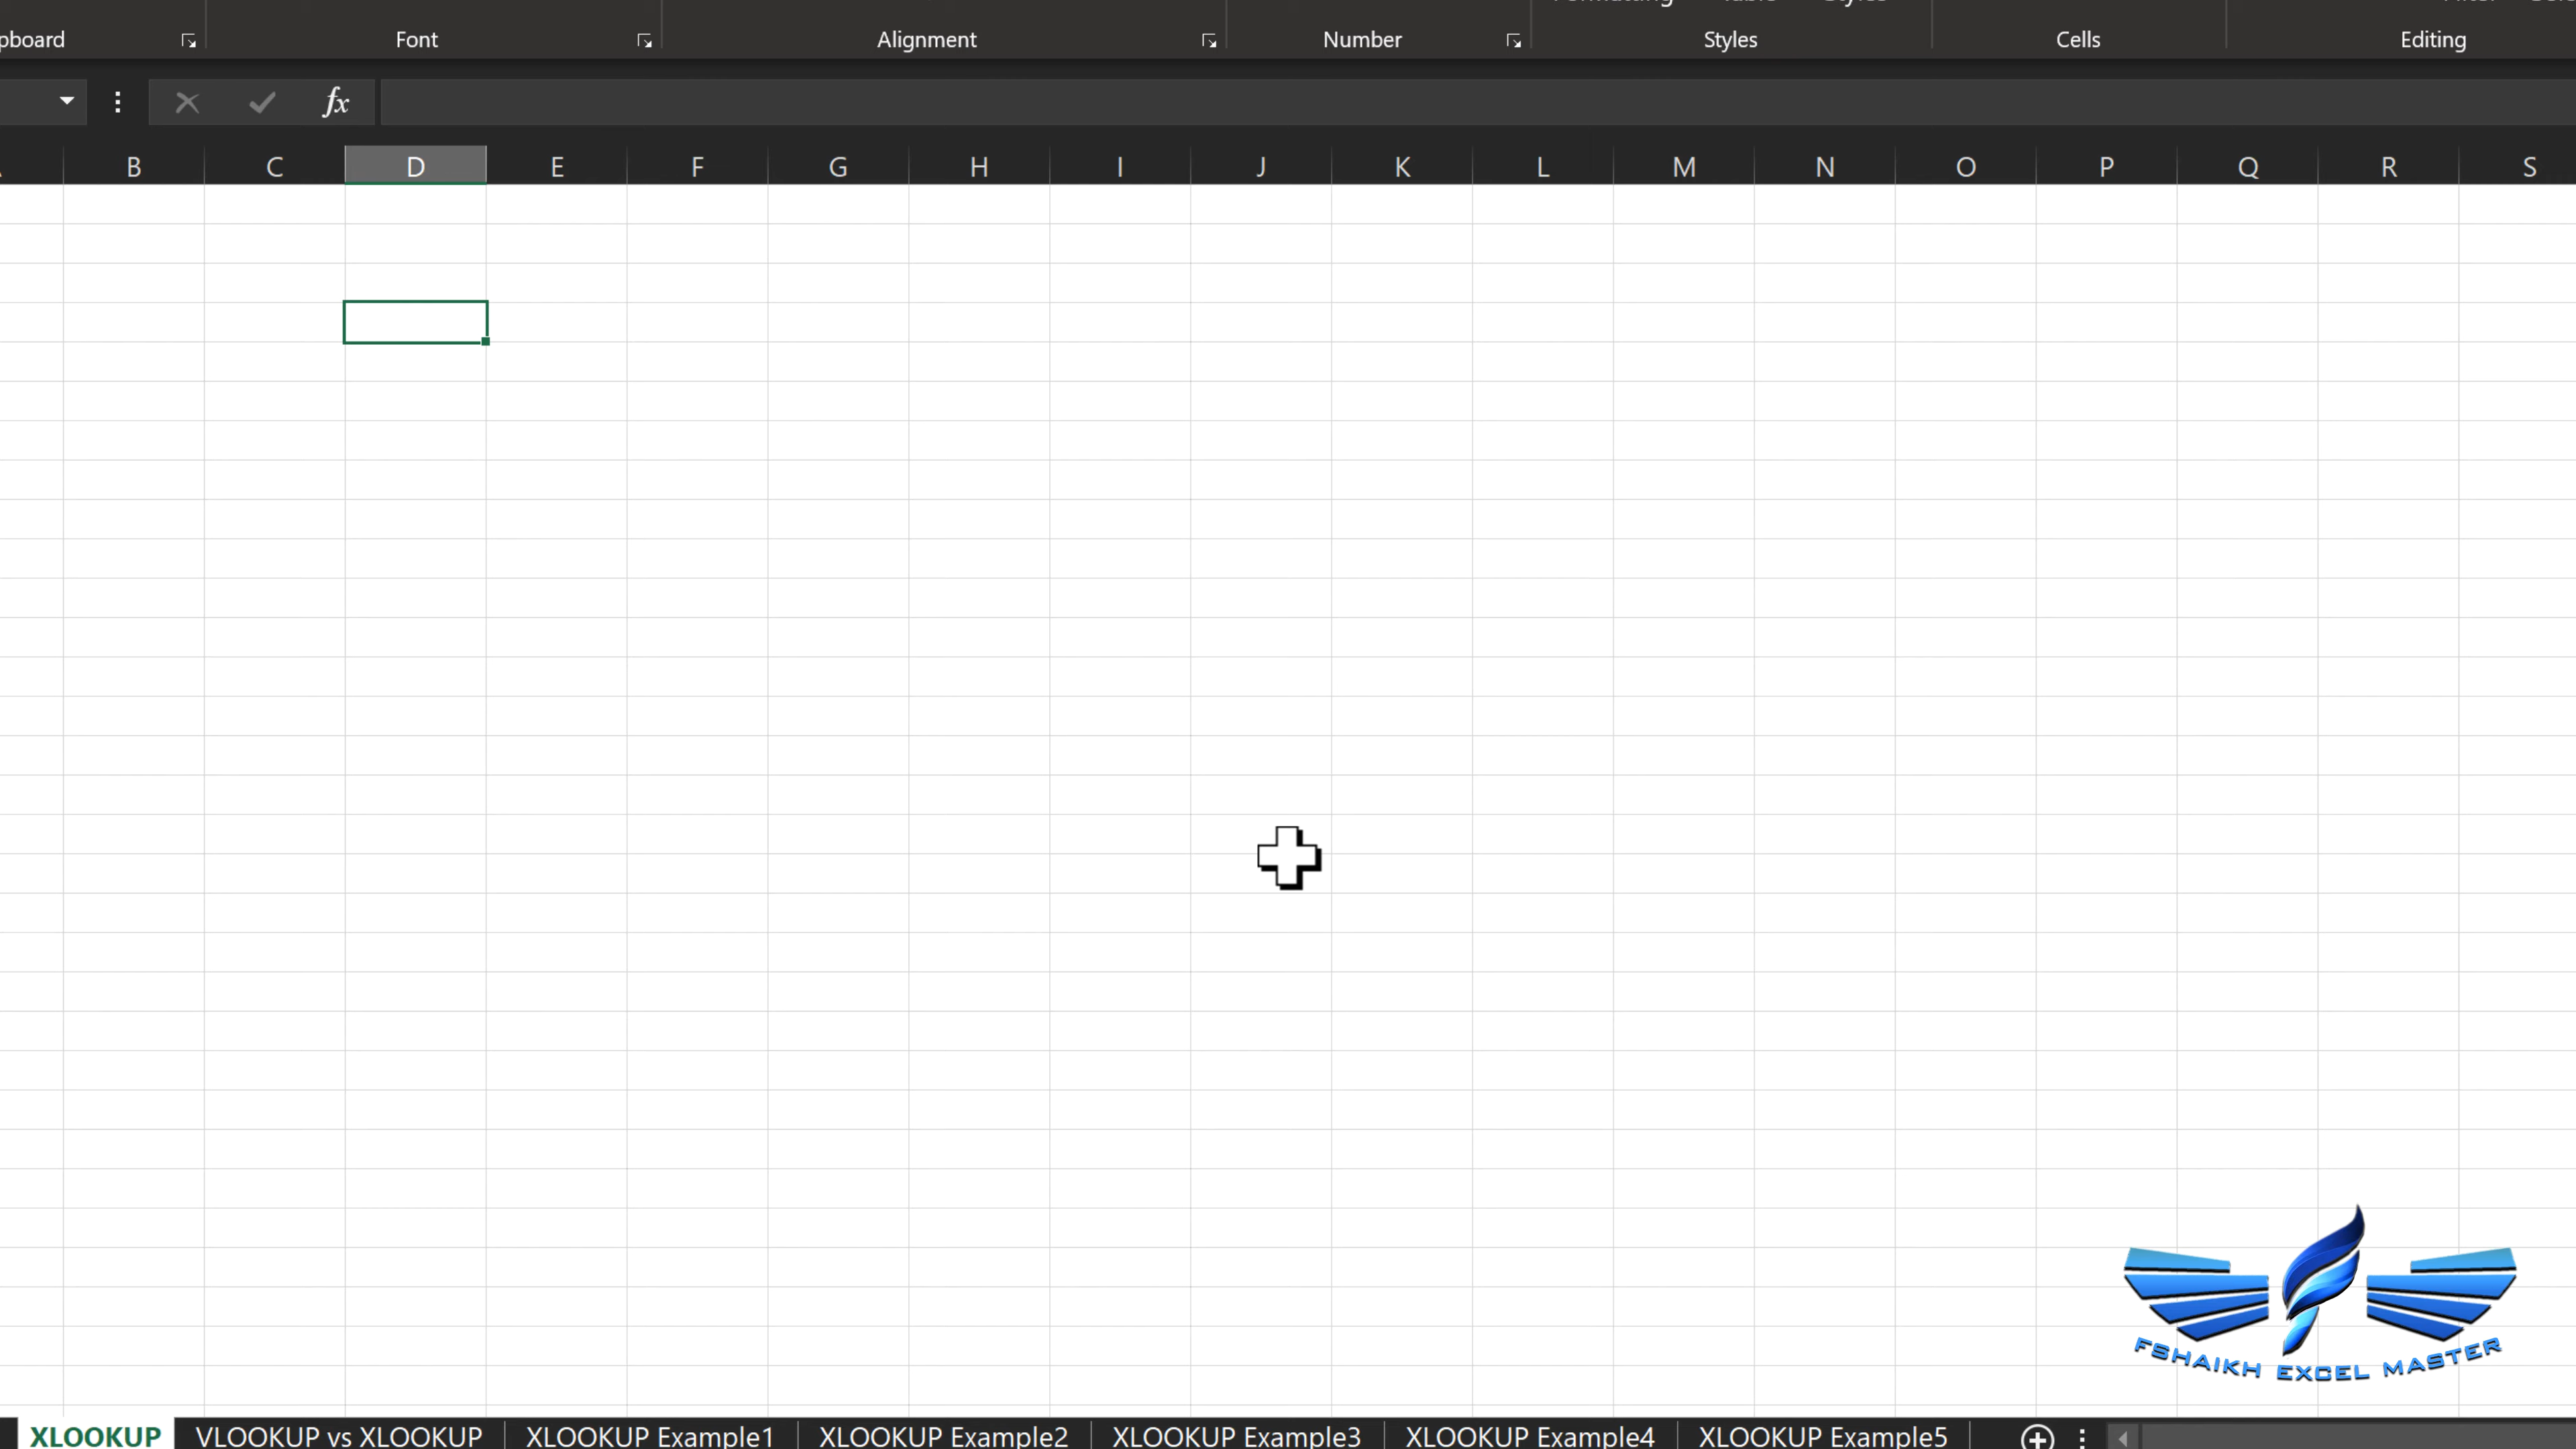 Clipboard Font Alignment Number Styles Cells Editing
fx
B C D E F G H I J K L M N O P Q R S
FSHAIKH EXCEL MASTER
XLOOKUP VLOOKUP vs XLOOKUP XLOOKUP Example1 XLOOKUP Example2 XLOOKUP Example3 XLOOKUP Example4 XLOOKUP Example5